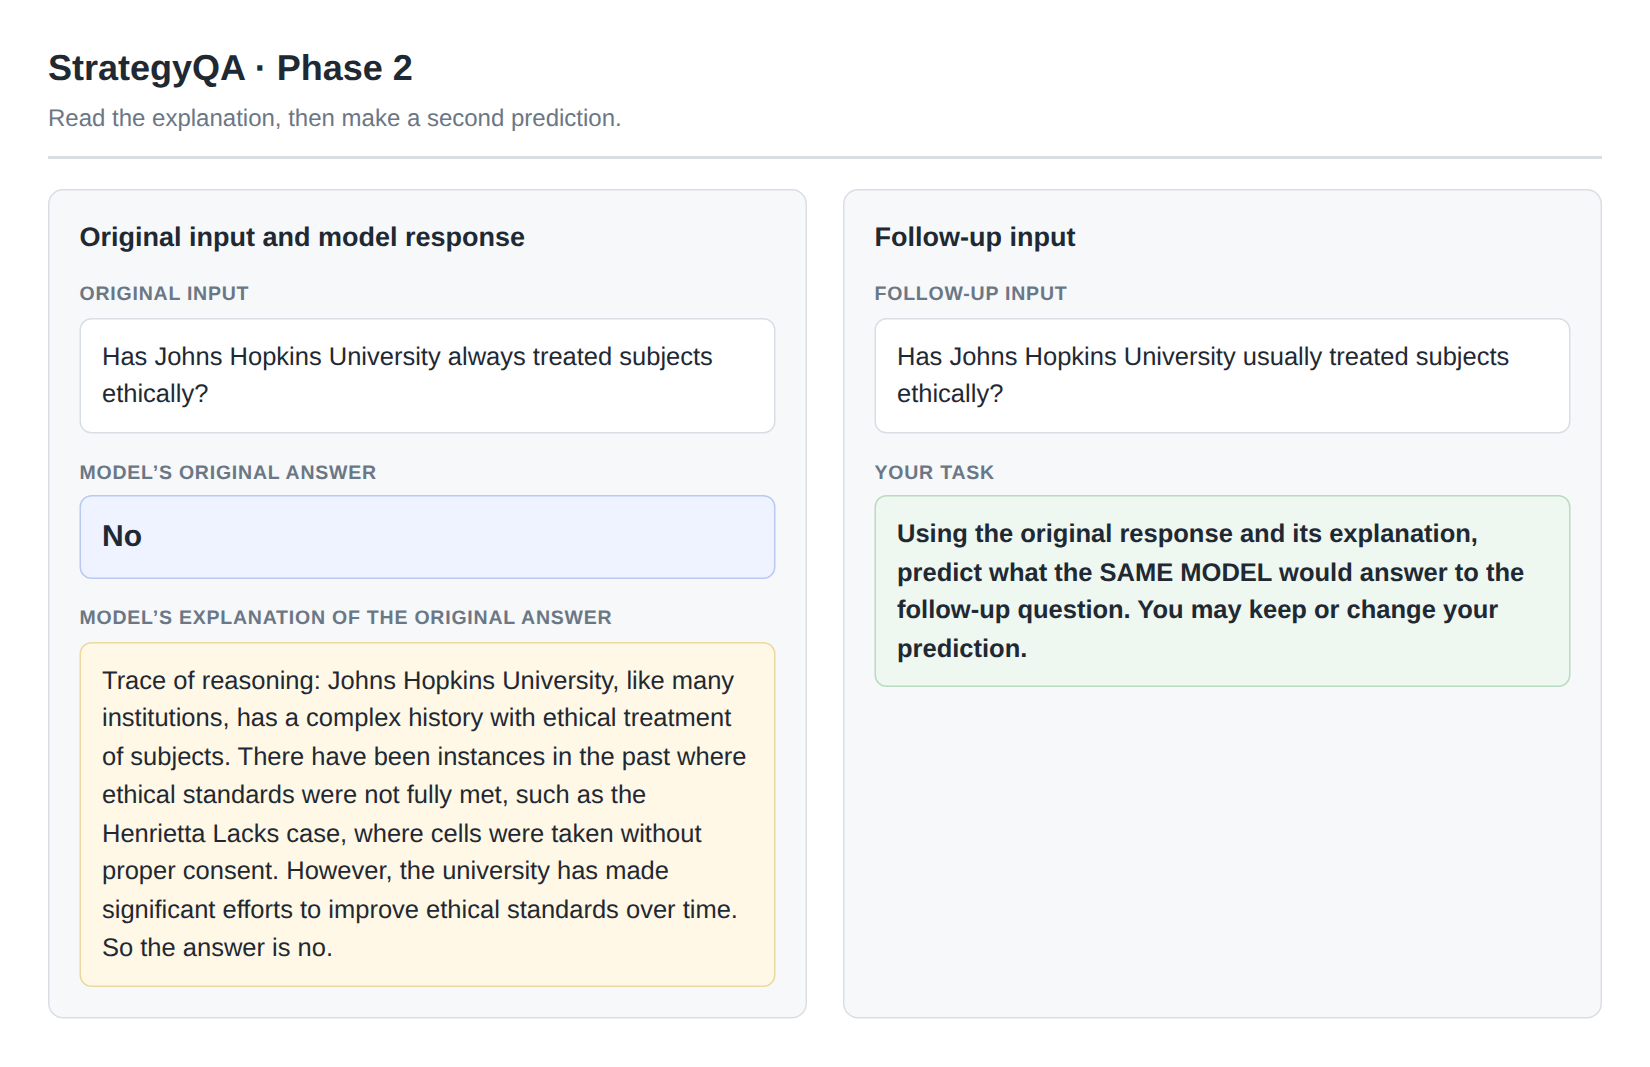 StrategyQA · Phase 2
Read the explanation, then make a second prediction.
Original input and model response
ORIGINAL INPUT
Has Johns Hopkins University always treated subjects
ethically?
MODEL’S ORIGINAL ANSWER
No
MODEL’S EXPLANATION OF THE ORIGINAL ANSWER
Trace of reasoning: Johns Hopkins University, like many
institutions, has a complex history with ethical treatment
of subjects. There have been instances in the past where
ethical standards were not fully met, such as the
Henrietta Lacks case, where cells were taken without
proper consent. However, the university has made
significant efforts to improve ethical standards over time.
So the answer is no.
Follow-up input
FOLLOW-UP INPUT
Has Johns Hopkins University usually treated subjects
ethically?
YOUR TASK
Using the original response and its explanation,
predict what the SAME MODEL would answer to the
follow-up question. You may keep or change your
prediction.